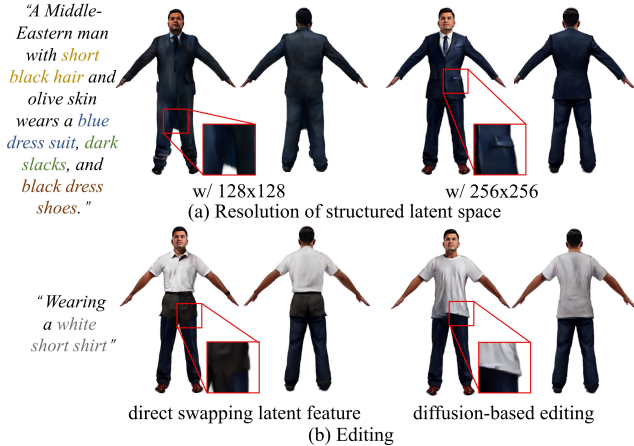 “A Middle-
Eastern man
with short
black hair and
olive skin
wears a blue
dress suit, dark
slacks, and
black dress
shoes.”
w/ 128x128
w/ 256x256
(a) Resolution of structured latent space
“Wearing
a white
short shirt”
direct swapping latent feature
diffusion-based editing
(b) Editing